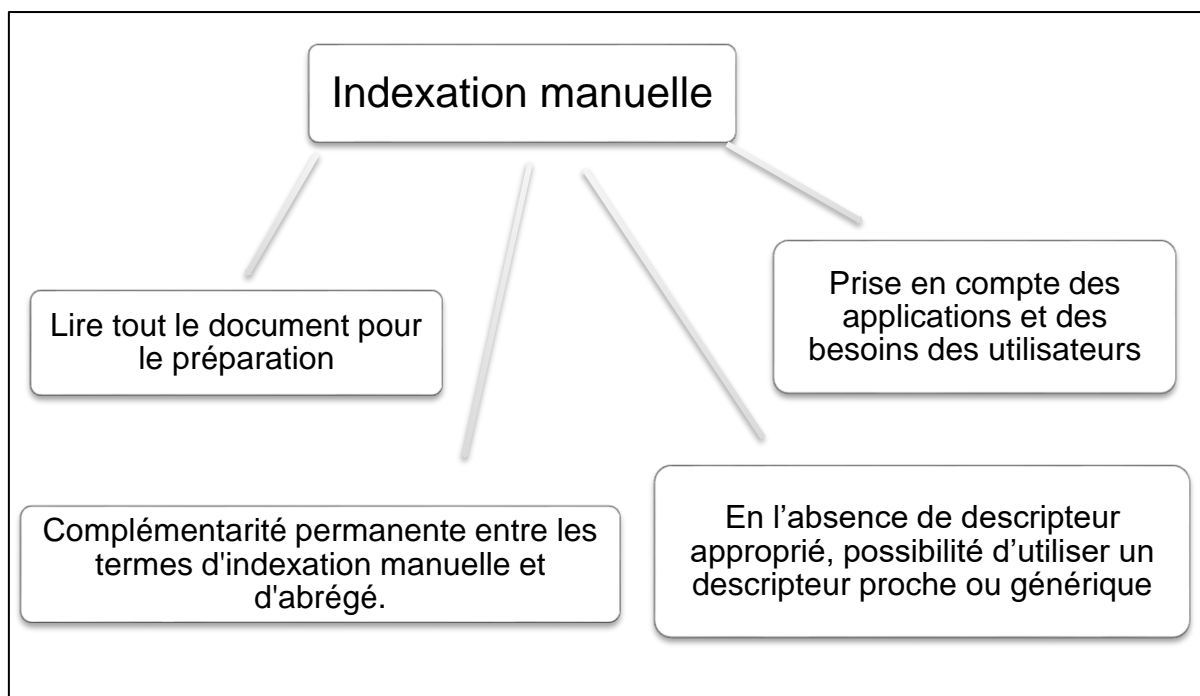 Indexation manuelle
Lire tout le document pour
le préparation
Prise en compte des
applications et des
besoins des utilisateurs
Complémentarité permanente entre les
termes d'indexation manuelle et
d'abrégé.
En l’absence de descripteur
approprié, possibilité d’utiliser un
descripteur proche ou générique